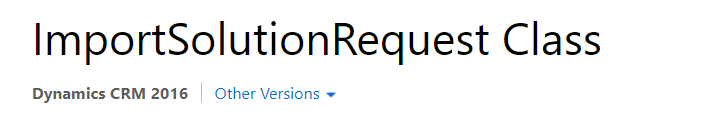 ImportSolutionRequest Class
Dynamics CRM 2016 Other Versions